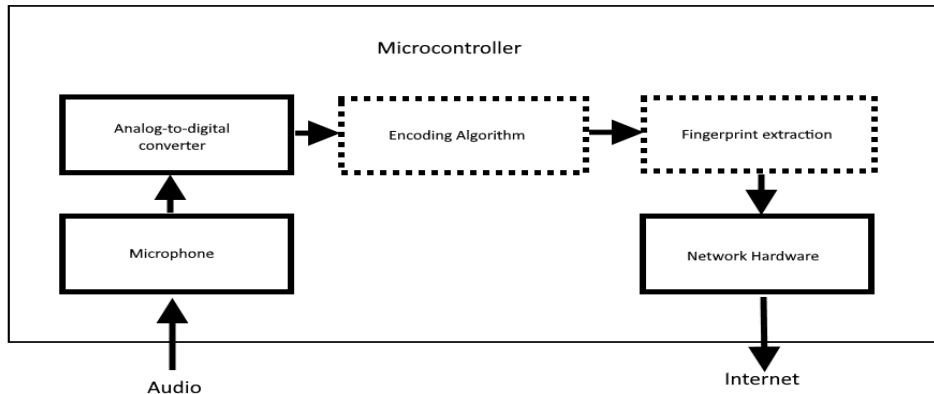 Microcontroller
Analog-to-digital
converter
Encoding Algorithm
Fingerprint extraction
Microphone
Network Hardware
Audio
Internet